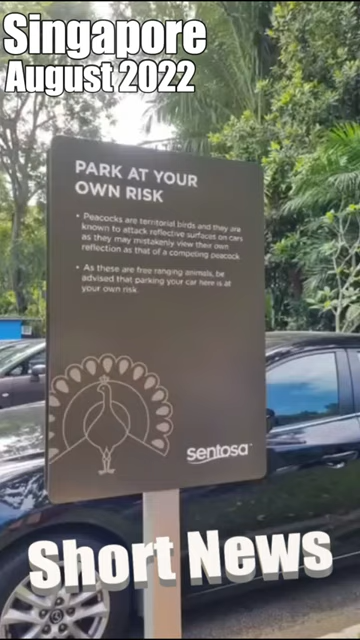 Singapore
August 2022
PARK AT YOUR
OWN RISK
• Peacocks are territorial birds and they are
known to attack reflective surfaces on cars
as they may mistakenly view their own
reflection as that of a competing peacock.
• As these are free ranging animals, be
advised that parking your car here is at
your own risk.
sentosa
Short News